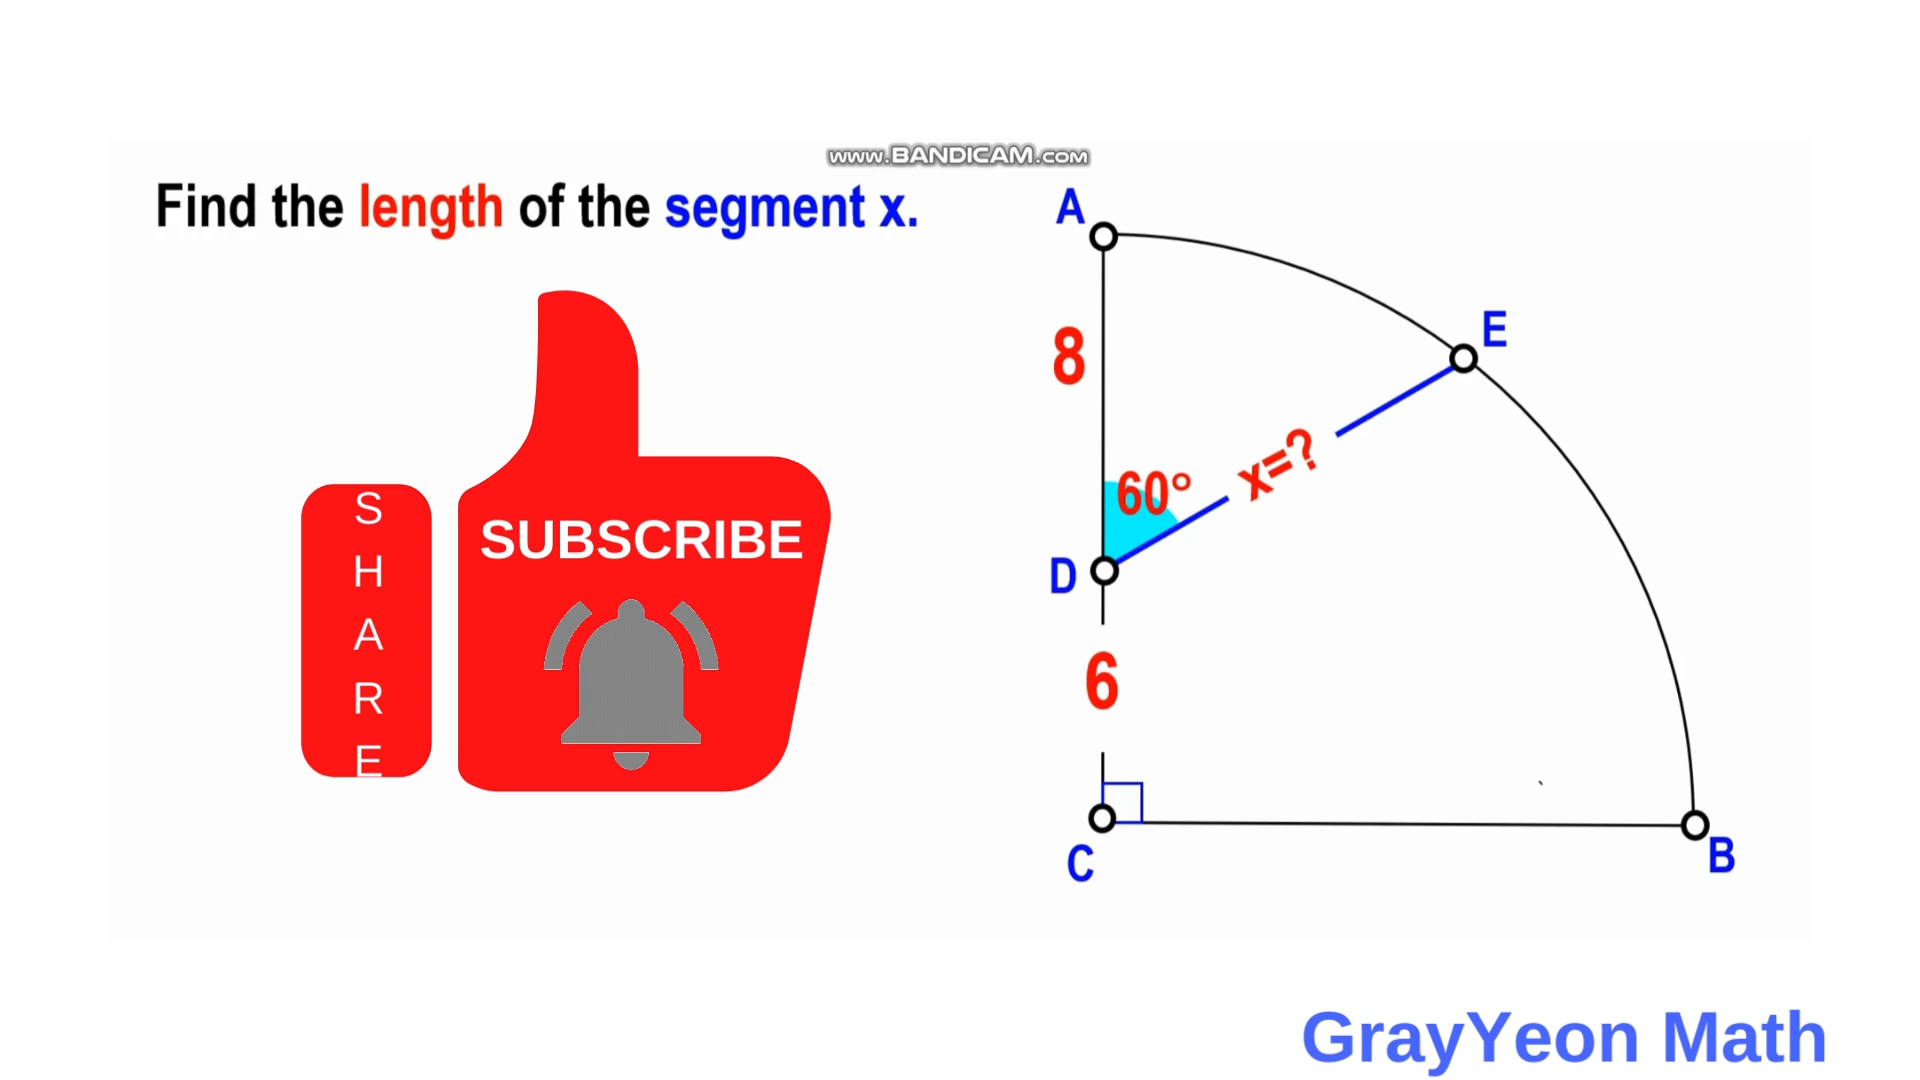 www.BANDICAM.com
Find the length of the segment x.
A
E
8
x=?
60°
D
6
C
B
S
H
A
R
E
SUBSCRIBE
GrayYeon Math